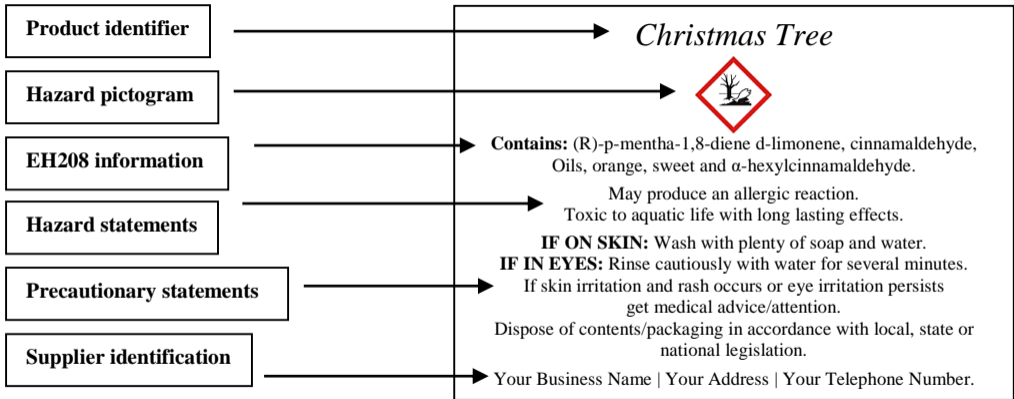 Product identifier
Hazard pictogram
EH208 information
Hazard statements
Precautionary statements
Supplier identification
Christmas Tree
Contains: (R)-p-mentha-1,8-diene d-limonene, cinnamaldehyde,
Oils, orange, sweet and α-hexylcinnamaldehyde.
May produce an allergic reaction.
Toxic to aquatic life with long lasting effects.
IF ON SKIN: Wash with plenty of soap and water.
IF IN EYES: Rinse cautiously with water for several minutes.
If skin irritation and rash occurs or eye irritation persists
get medical advice/attention.
Dispose of contents/packaging in accordance with local, state or
national legislation.
Your Business Name | Your Address | Your Telephone Number.